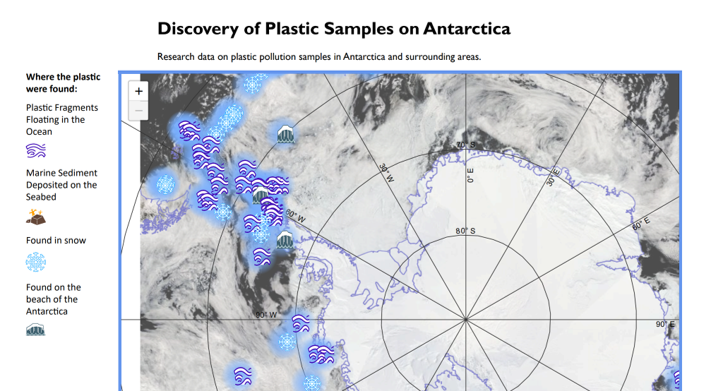 Discovery of Plastic Samples on Antarctica
Research data on plastic pollution samples in Antarctica and surrounding areas.
Where the plastic
were found:
Plastic Fragments
Floating in the
Ocean
Marine Sediment
Deposited on the
Seabed
Found in snow
Found on the
beach of the
Antarctica
+
−
70° S
30° W
0° E
30° E
60° W
60° E
80° S
90° W
90° E